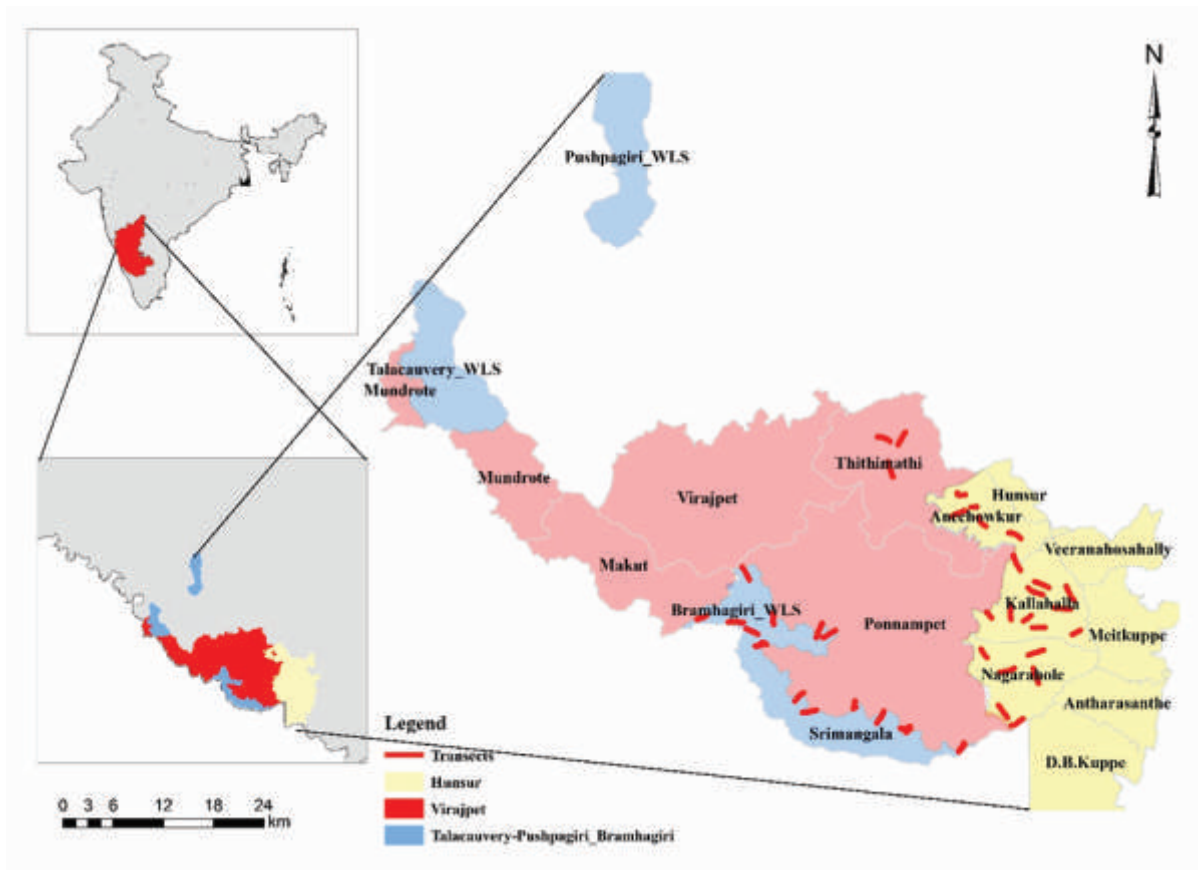 N
Pushpagiri_WLS
Talacauvery_WLS
Mundrote
Mundrote
Thithimathi
Virajpet
Hunsur
Anechowkur
Veeranahosahally
Makut
Kallahalla
Bramhagiri_WLS
Ponnampet
Meitkuppe
Nagarahole
Antharasanthe
Srimangala
D.B.Kuppe
Legend
Transects
Hunsur
Virajpet
Talacauvery-Pushpagiri_Bramhagiri
0 3 6 12 18 24
km